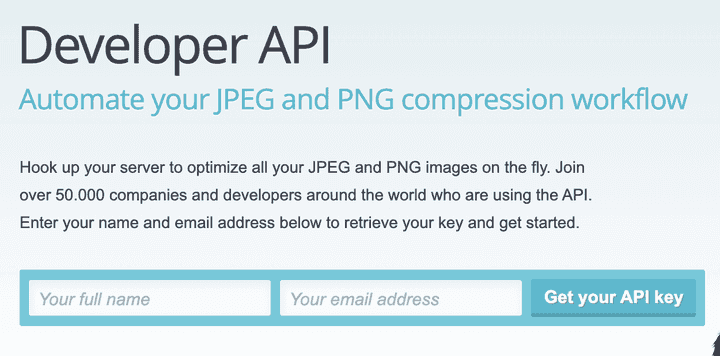 Developer API
Automate your JPEG and PNG compression workflow
Hook up your server to optimize all your JPEG and PNG images on the fly. Join
over 50.000 companies and developers around the world who are using the API.
Enter your name and email address below to retrieve your key and get started.
Your full name
Your email address
Get your API key